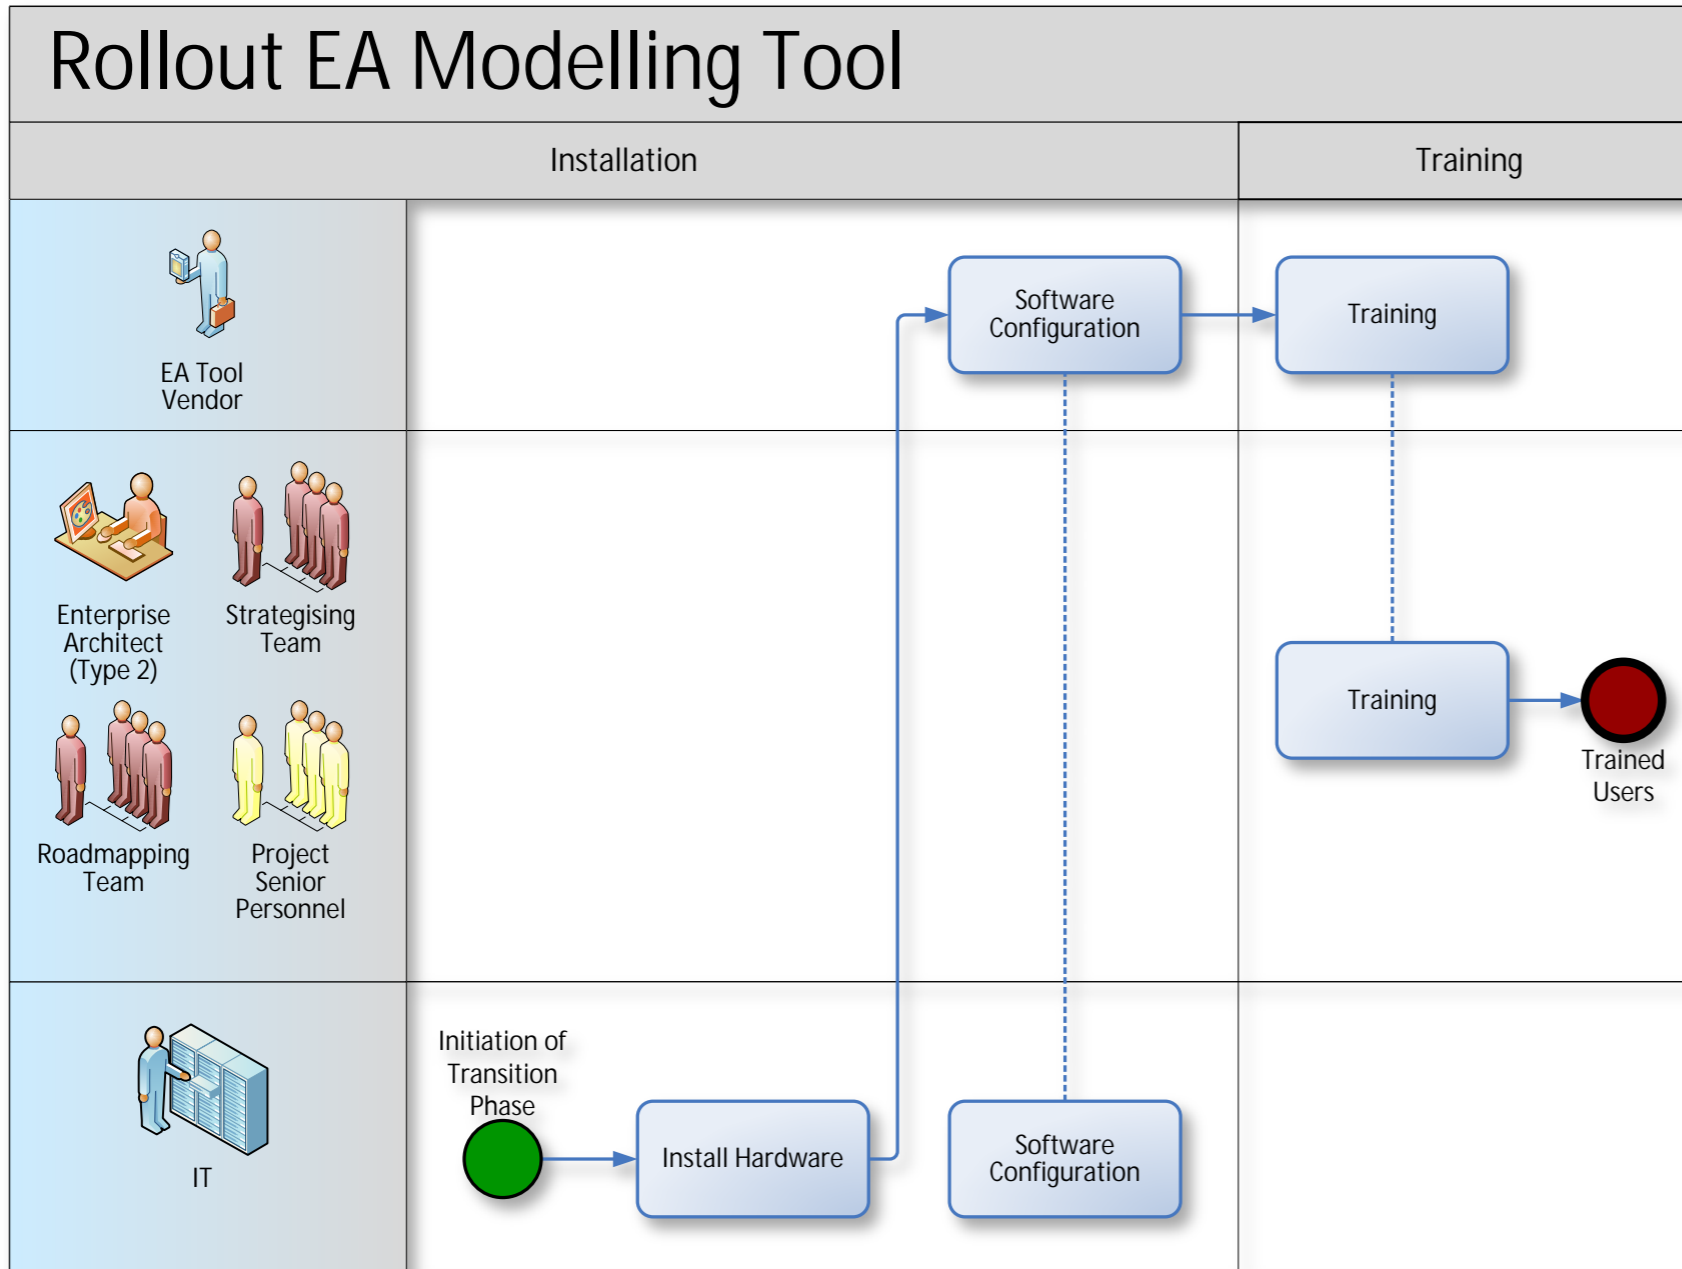 Rollout EA Modelling Tool
Installation
Training
EA Tool
Vendor
Software
Configuration
Training
Enterprise
Architect
(Type 2)
Strategising
Team
Roadmapping
Team
Project
Senior
Personnel
Training
Trained
Users
IT
Initiation of
Transition
Phase
Install Hardware
Software
Configuration